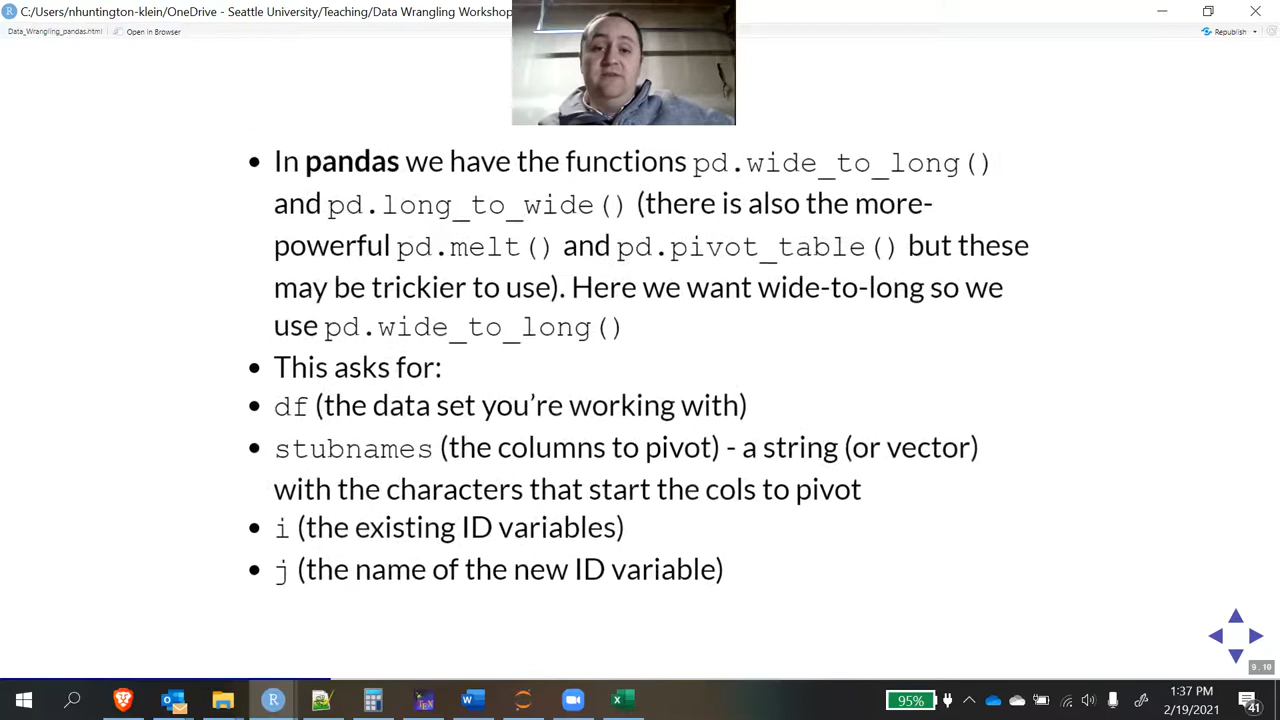 C:/Users/nhuntington-klein/OneDrive - Seattle University/Teaching/Data Wrangling Workshop
Data_Wrangling_pandas.html
Open in Browser
Republish
• In pandas we have the functions pd.wide_to_long()
and pd.long_to_wide() (there is also the more-
powerful pd.melt() and pd.pivot_table() but these
may be trickier to use). Here we want wide-to-long so we
use pd.wide_to_long()
• This asks for:
• df (the data set you’re working with)
• stubnames (the columns to pivot) - a string (or vector)
with the characters that start the cols to pivot
• i (the existing ID variables)
• j (the name of the new ID variable)
9.10
95%
1:37 PM
2/19/2021
41